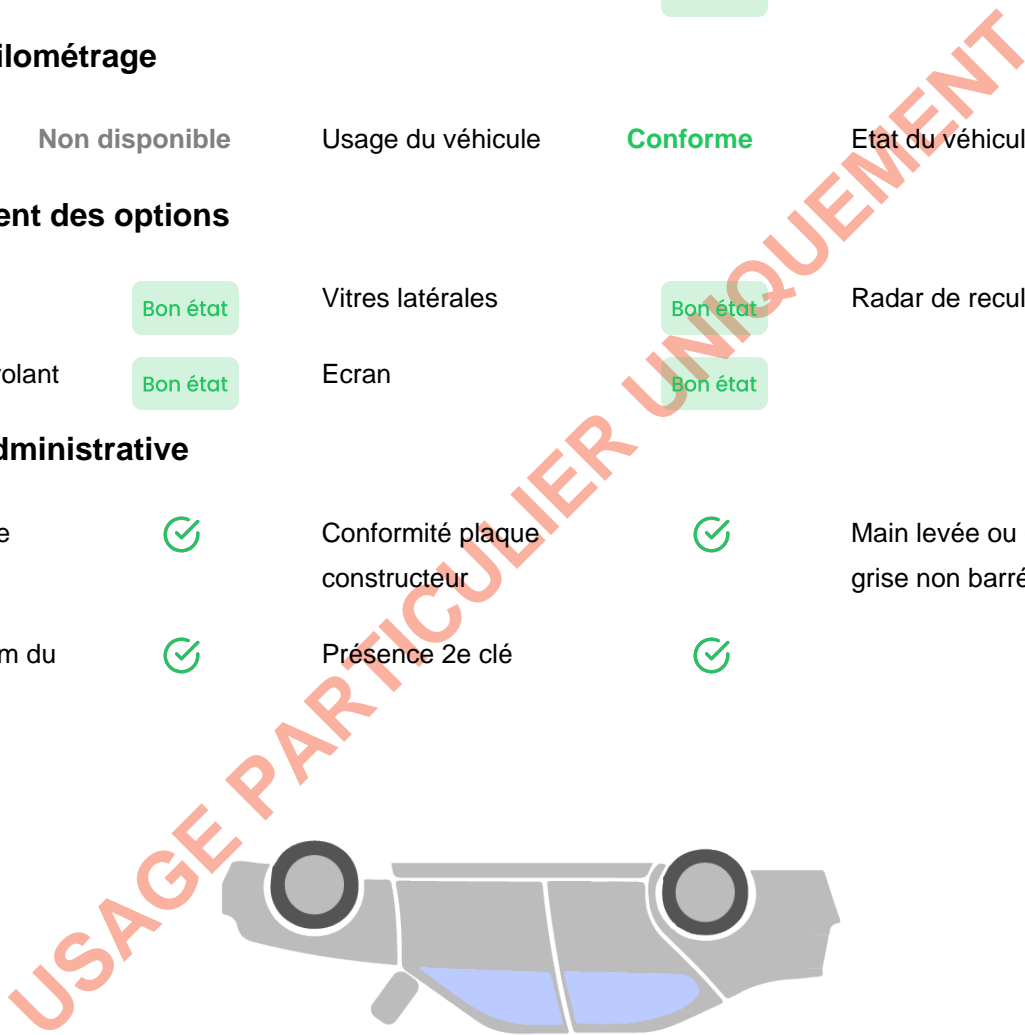 ilométrage
Non disponible Usage du véhicule Conforme Etat du véhicul
ent des options
Bon état Vitres latérales Bon état Radar de recul
olant Bon état Ecran Bon état
dministrative
e Conformité plaque Main levée ou
constructeur grise non barré
m du Présence 2e clé
USAGE PARTICULIER UNIQUEMENT